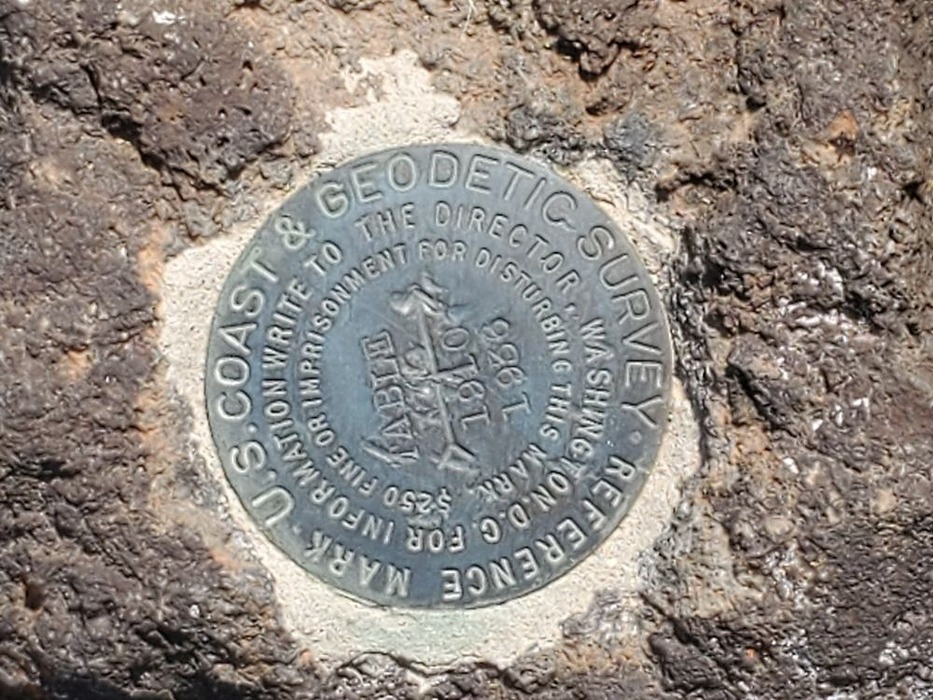 U.S. COAST & GEODETIC SURVEY · REFERENCE MARK ·
WRITE TO THE DIRECTOR, WASHINGTON, D.C. FOR INFORMATION
$250 FINE OR IMPRISONMENT FOR DISTURBING THIS MARK.
1910
1936